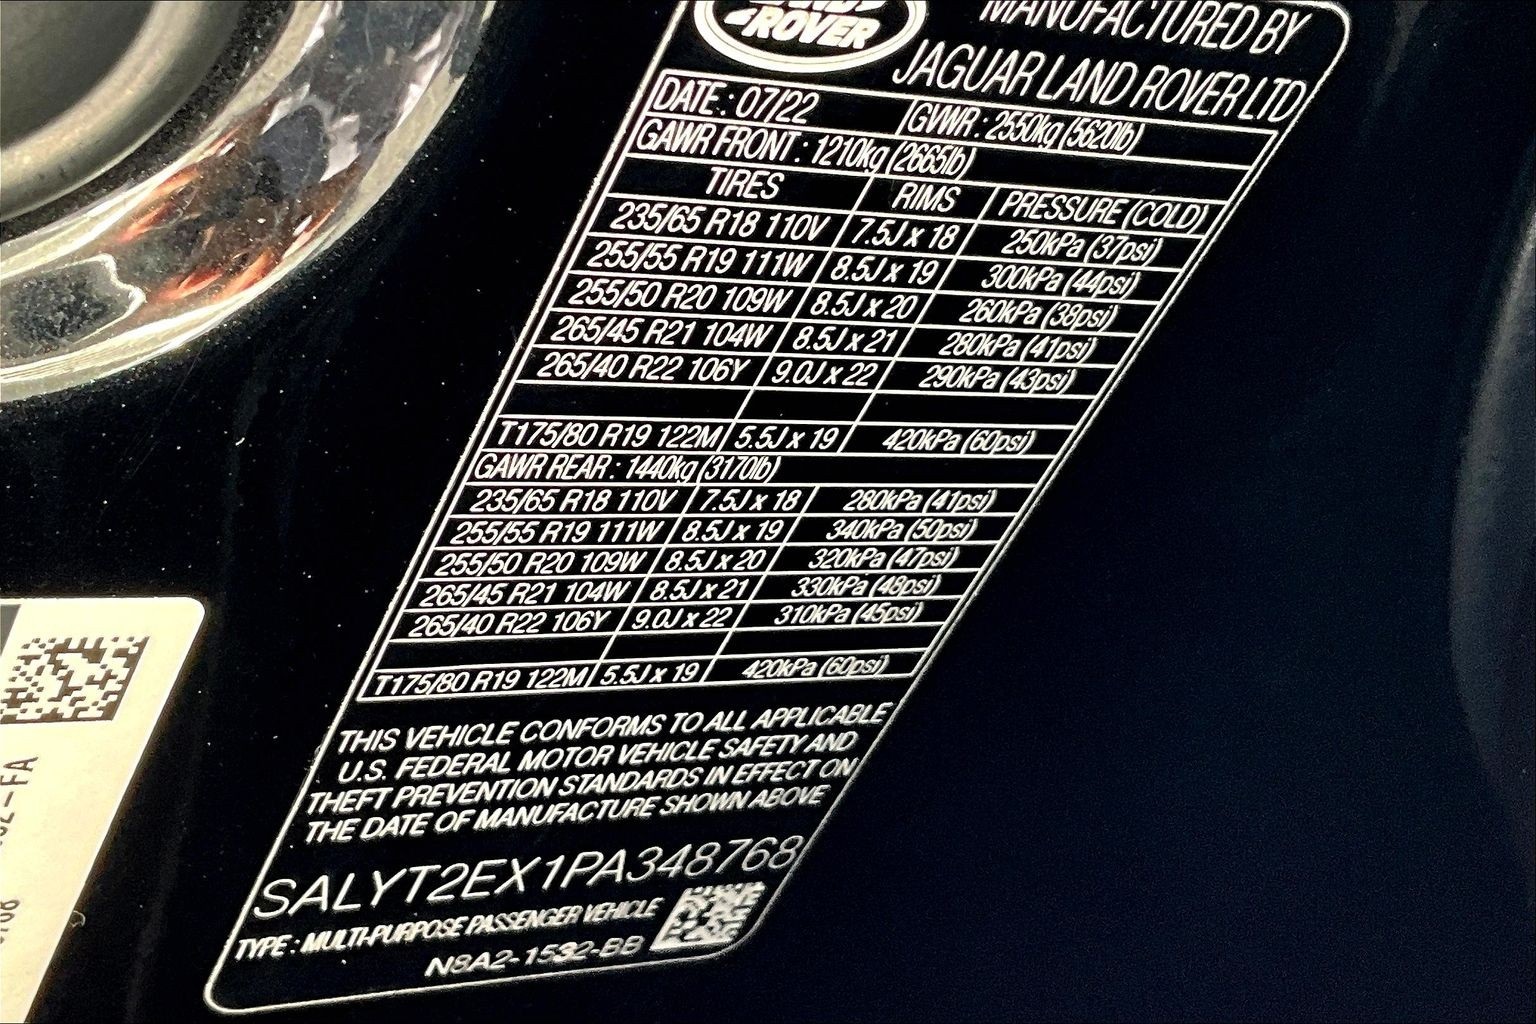 ROVER
MANUFACTURED BY
JAGUAR LAND ROVER LTD
DATE : 07/22 GVWR : 2550kg (5620lb)
GAWR FRONT : 1210kg (2665lb)
TIRES RIMS PRESSURE (COLD)
235/65 R18 110V 7.5J x 18 250kPa (37psi)
255/55 R19 111W 8.5J x 19 300kPa (44psi)
255/50 R20 109W 8.5J x 20 260kPa (38psi)
265/45 R21 104W 8.5J x 21 280kPa (41psi)
265/40 R22 106Y 9.0J x 22 290kPa (43psi)
T175/80 R19 122M 5.5J x 19 420kPa (60psi)
GAWR REAR : 1440kg (3170lb)
235/65 R18 110V 7.5J x 18 280kPa (41psi)
255/55 R19 111W 8.5J x 19 340kPa (50psi)
255/50 R20 109W 8.5J x 20 320kPa (47psi)
265/45 R21 104W 8.5J x 21 330kPa (48psi)
265/40 R22 106Y 9.0J x 22 310kPa (45psi)
T175/80 R19 122M 5.5J x 19 420kPa (60psi)
THIS VEHICLE CONFORMS TO ALL APPLICABLE
U.S. FEDERAL MOTOR VEHICLE SAFETY AND
THEFT PREVENTION STANDARDS IN EFFECT ON
THE DATE OF MANUFACTURE SHOWN ABOVE
SALYT2EX1PA348768
TYPE : MULTI-PURPOSE PASSENGER VEHICLE
N8A2-1532-BB